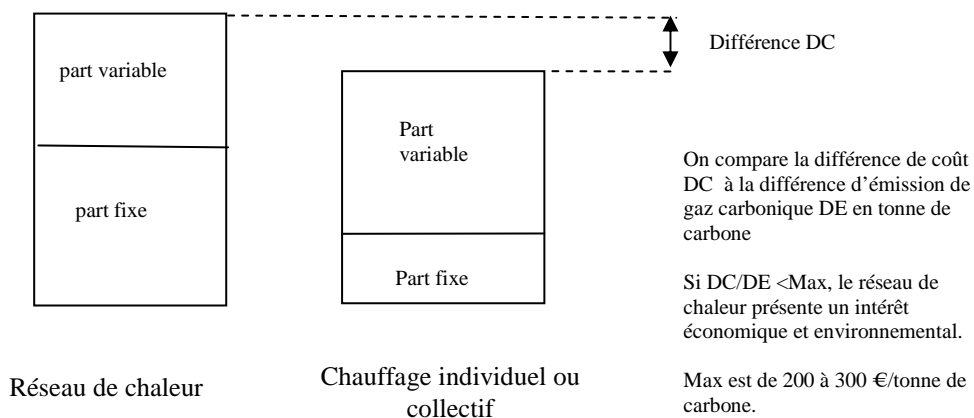 part variable
part fixe
Réseau de chaleur
Part
variable
Part fixe
Chauffage individuel ou
collectif
Différence DC
On compare la différence de coût
DC à la différence d'émission de
gaz carbonique DE en tonne de
carbone
Si DC/DE <Max, le réseau de
chaleur présente un intérêt
économique et environnemental.
Max est de 200 à 300 €/tonne de
carbone.